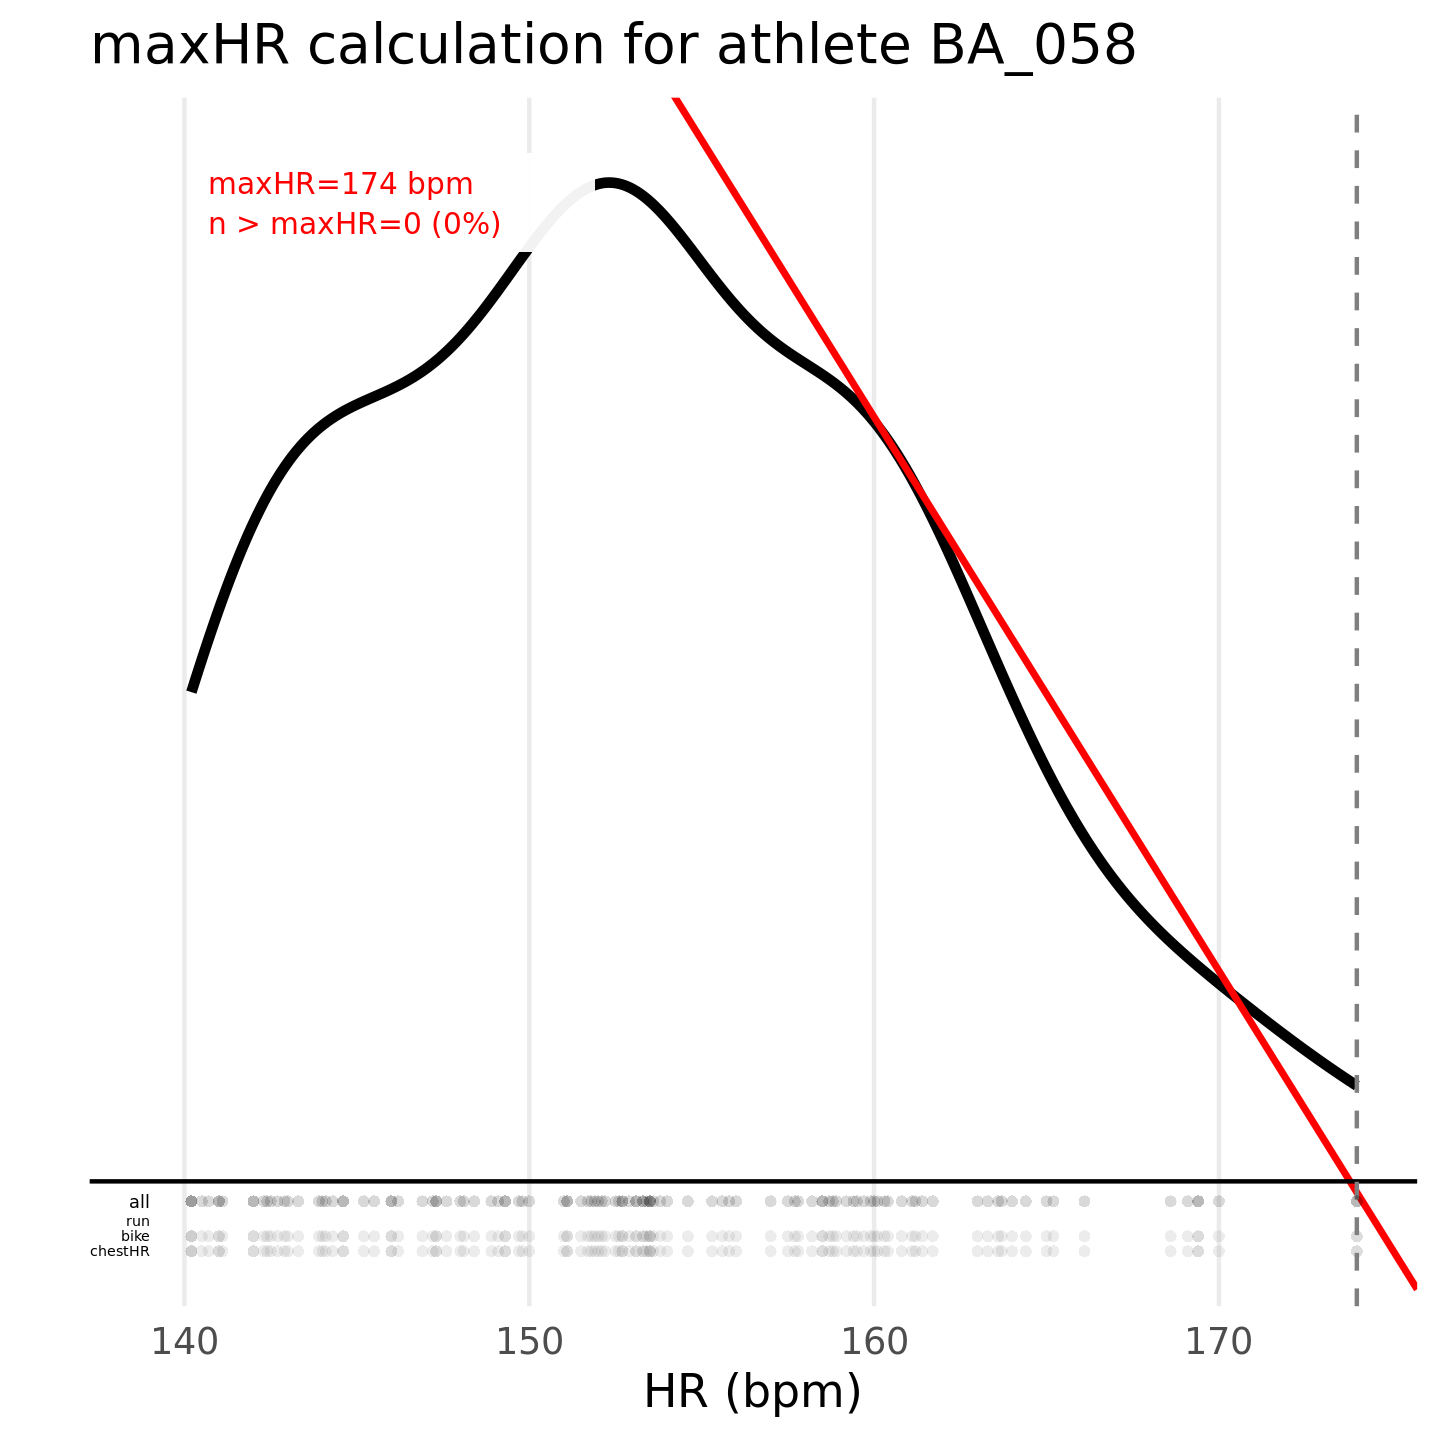 maxHR calculation for athlete BA_058
maxHR=174 bpm
n > maxHR=0 (0%)
all
run
bike
chestHR
140 150 160 170
HR (bpm)